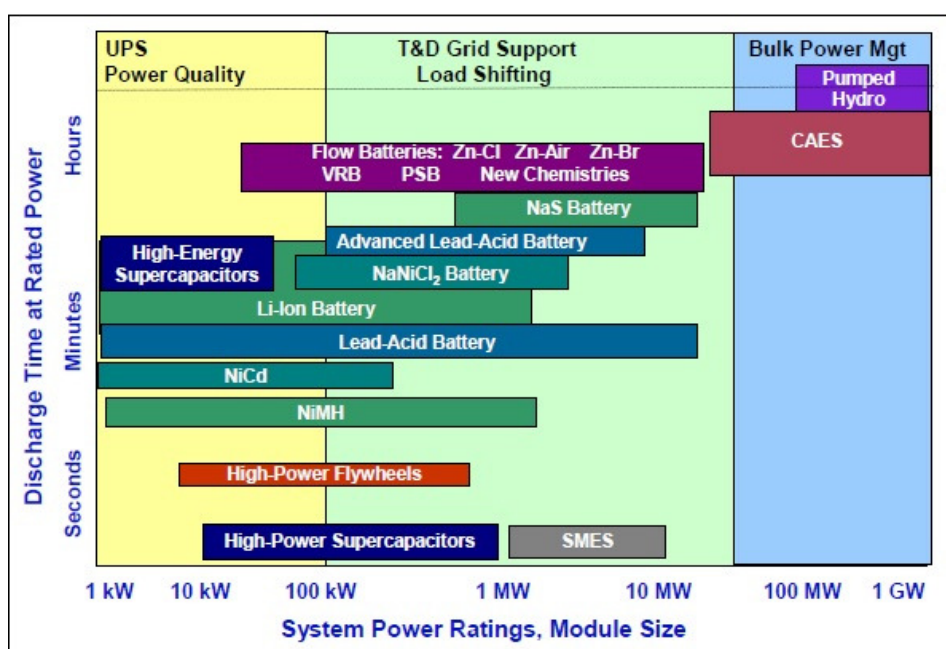 UPS
Power Quality
T&D Grid Support
Load Shifting
Bulk Power Mgt
Pumped
Hydro
CAES
Flow Batteries: Zn-Cl Zn-Air Zn-Br
VRB PSB New Chemistries
NaS Battery
Advanced Lead-Acid Battery
High-Energy
Supercapacitors
NaNiCl₂ Battery
Li-Ion Battery
Lead-Acid Battery
NiCd
NiMH
High-Power Flywheels
High-Power Supercapacitors
SMES
Discharge Time at Rated Power
Hours
Minutes
Seconds
1 kW 10 kW 100 kW 1 MW 10 MW 100 MW 1 GW
System Power Ratings, Module Size